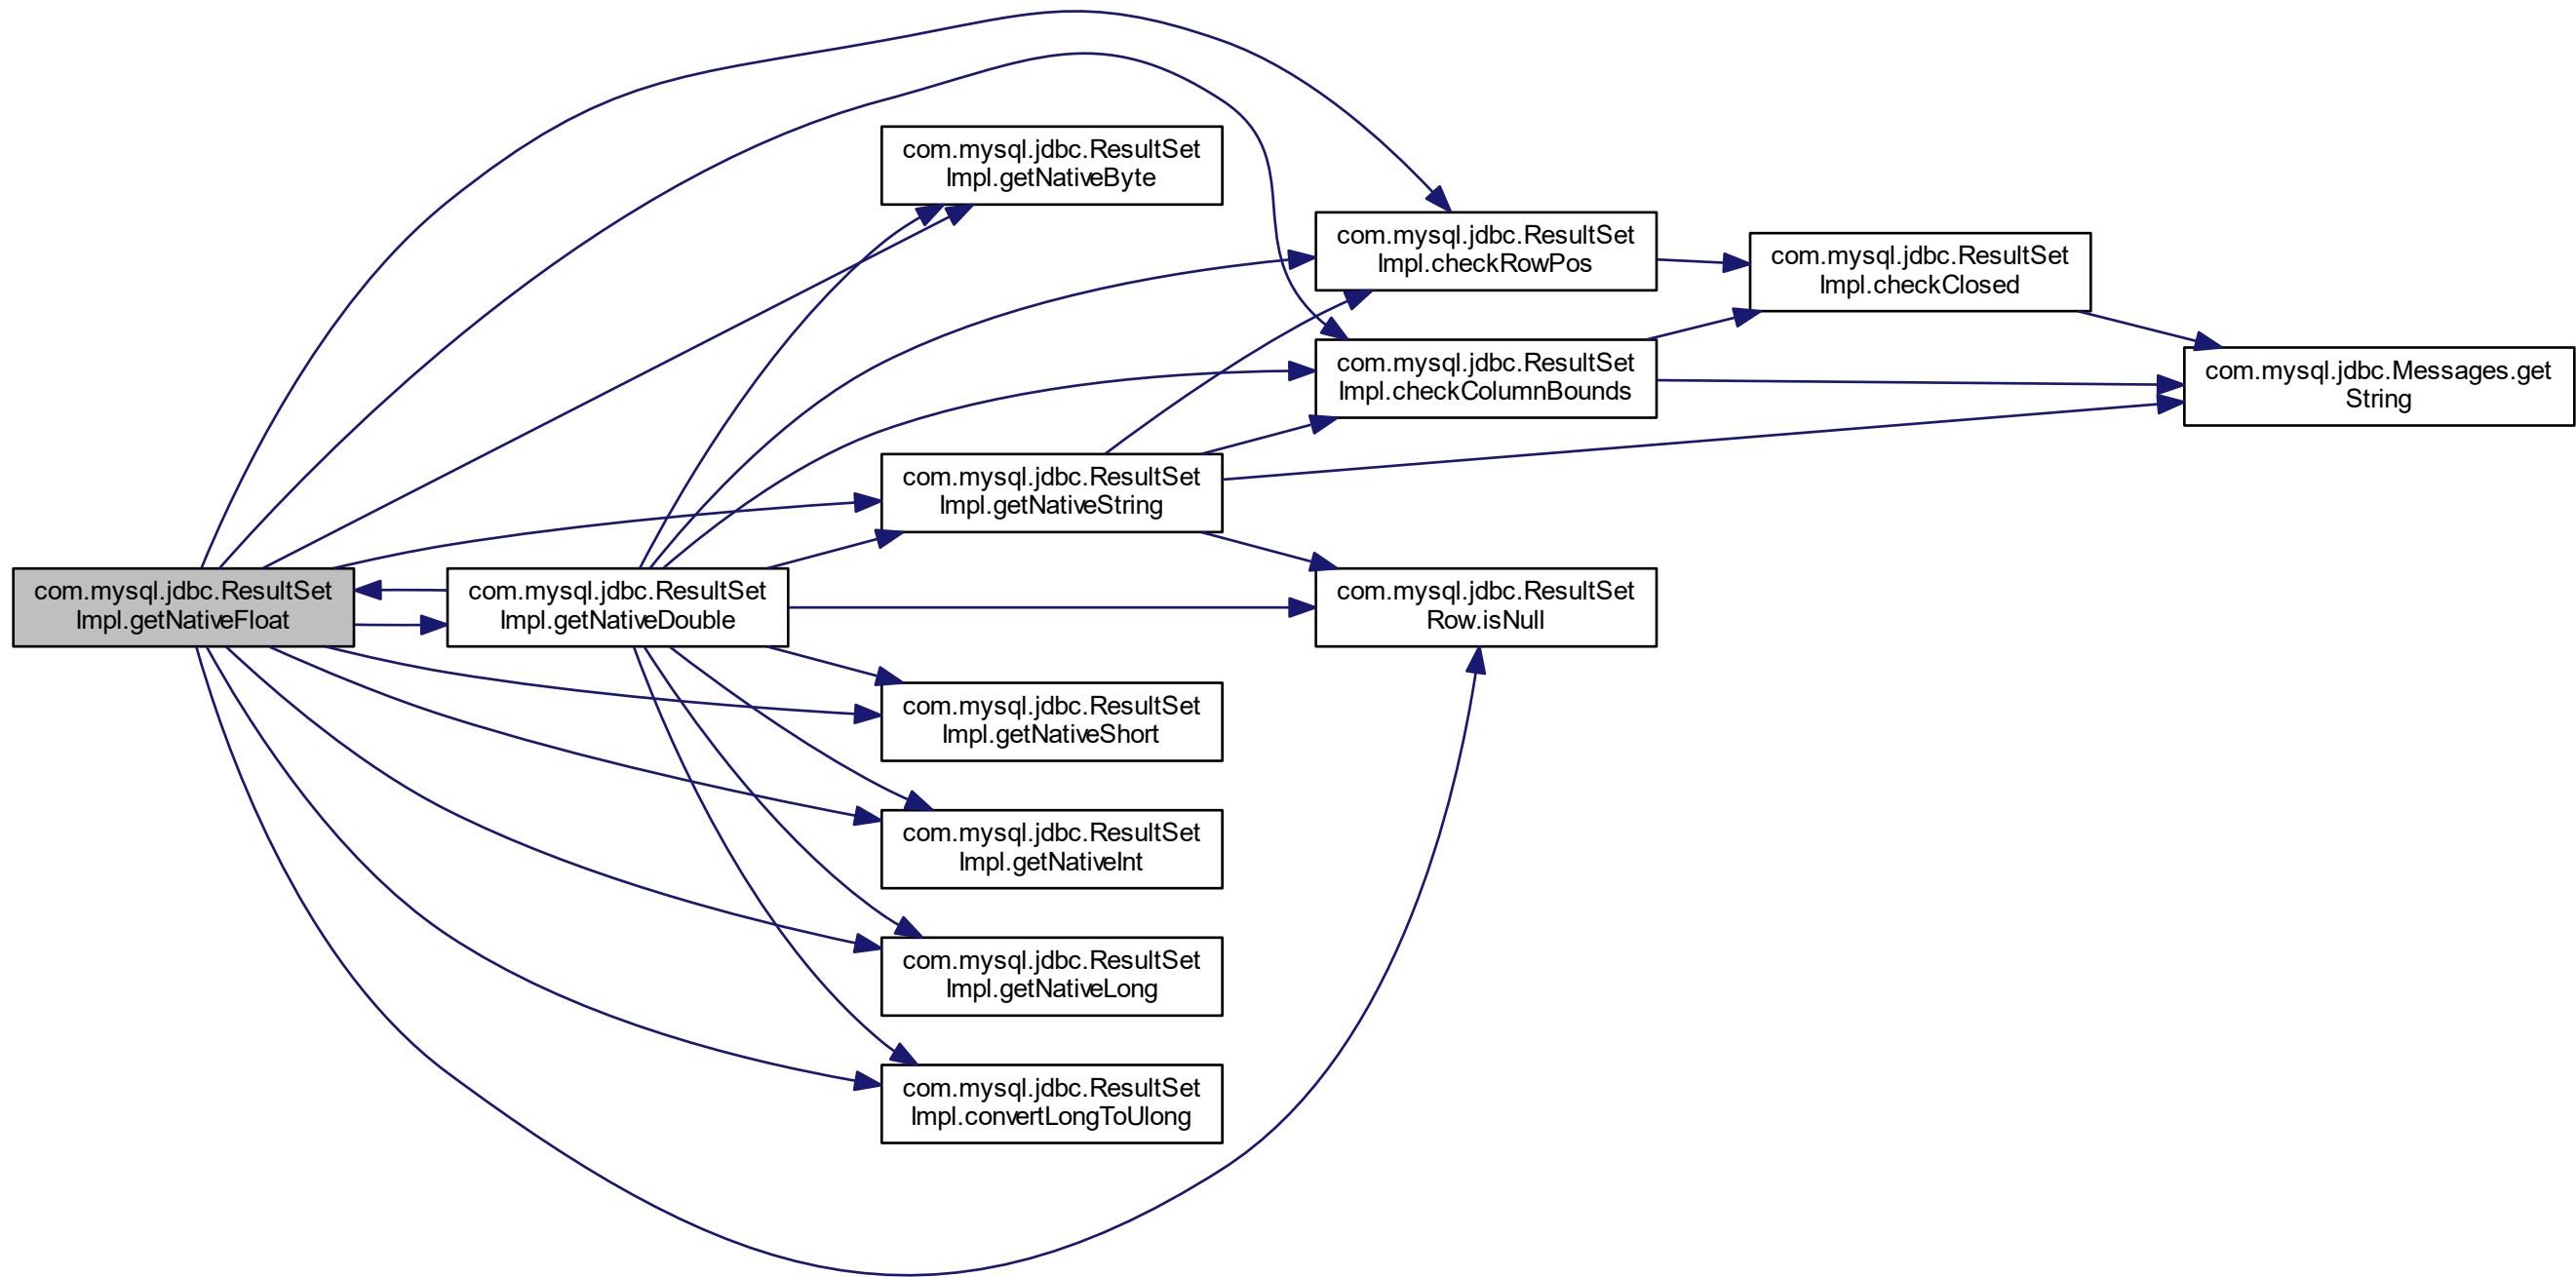 com.mysql.jdbc.ResultSet
Impl.getNativeFloat
com.mysql.jdbc.ResultSet
Impl.getNativeDouble
com.mysql.jdbc.ResultSet
Impl.getNativeByte
com.mysql.jdbc.ResultSet
Impl.getNativeString
com.mysql.jdbc.ResultSet
Impl.getNativeShort
com.mysql.jdbc.ResultSet
Impl.getNativeInt
com.mysql.jdbc.ResultSet
Impl.getNativeLong
com.mysql.jdbc.ResultSet
Impl.convertLongToUlong
com.mysql.jdbc.ResultSet
Impl.checkRowPos
com.mysql.jdbc.ResultSet
Impl.checkColumnBounds
com.mysql.jdbc.ResultSet
Row.isNull
com.mysql.jdbc.ResultSet
Impl.checkClosed
com.mysql.jdbc.Messages.get
String